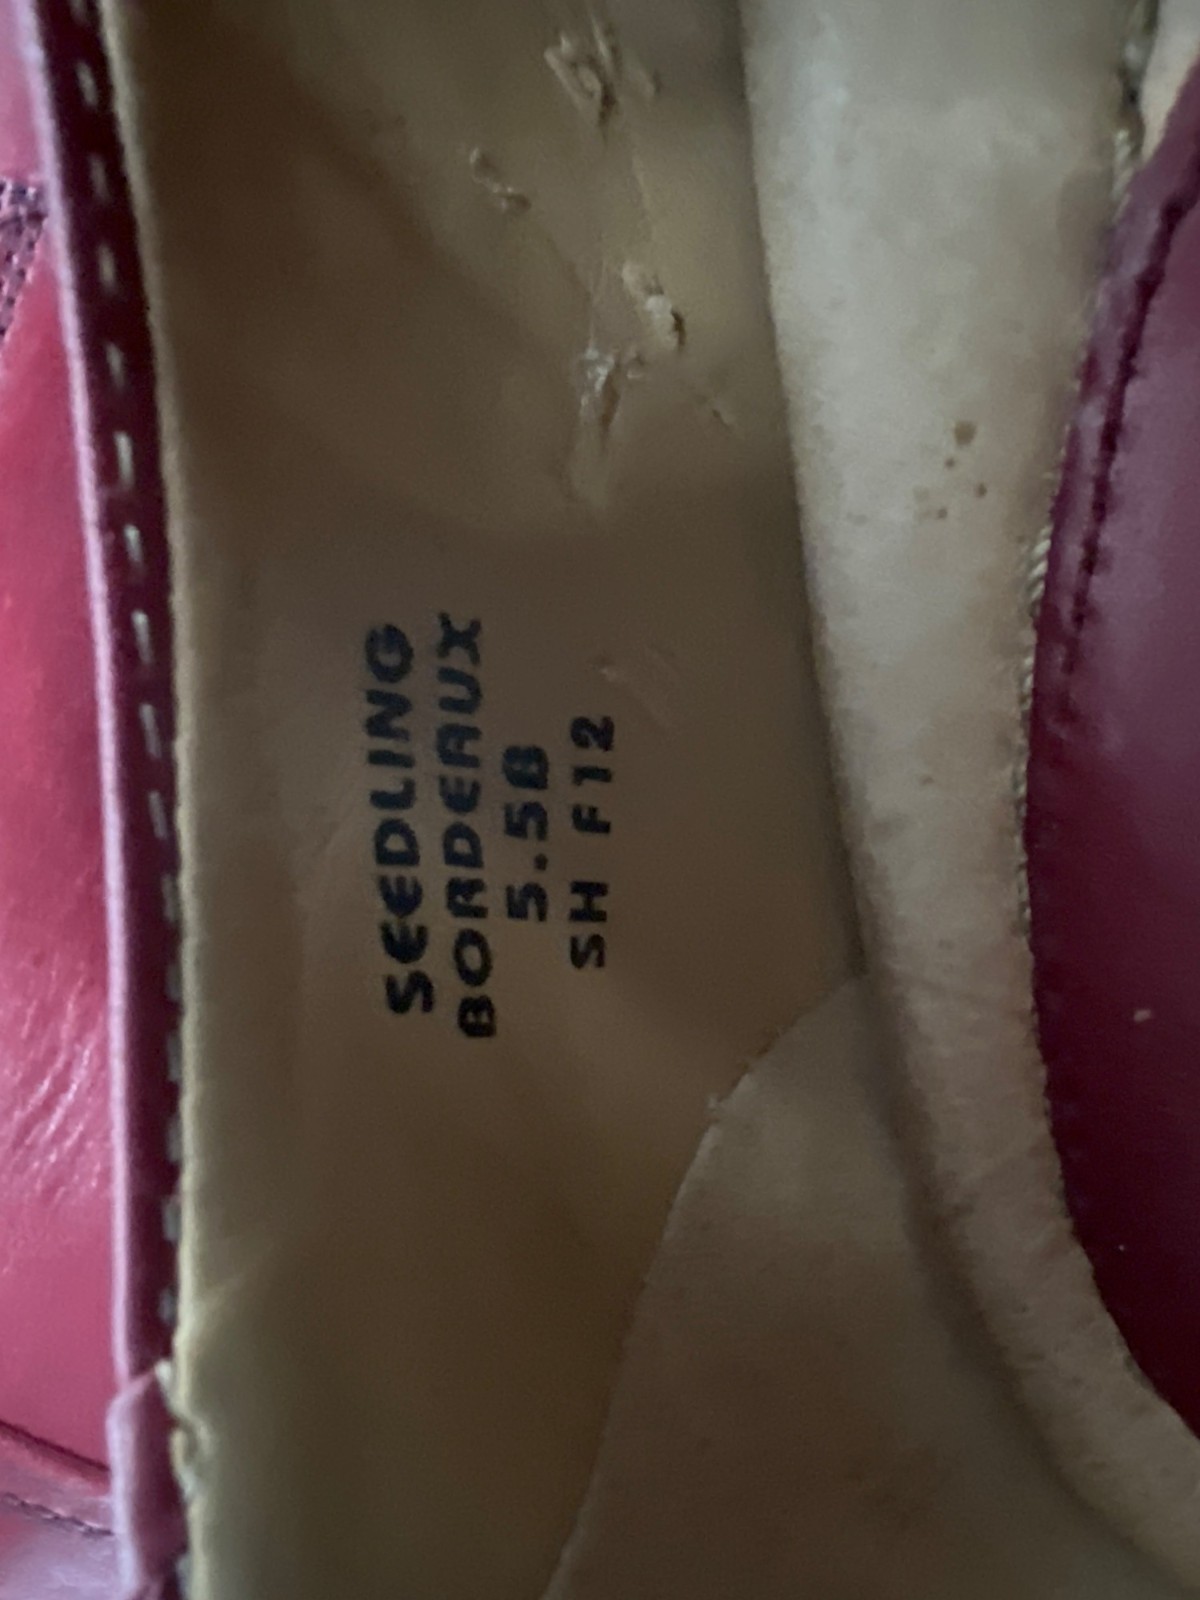 SEEDLING
BORDEAUX
5.5B
SH F12